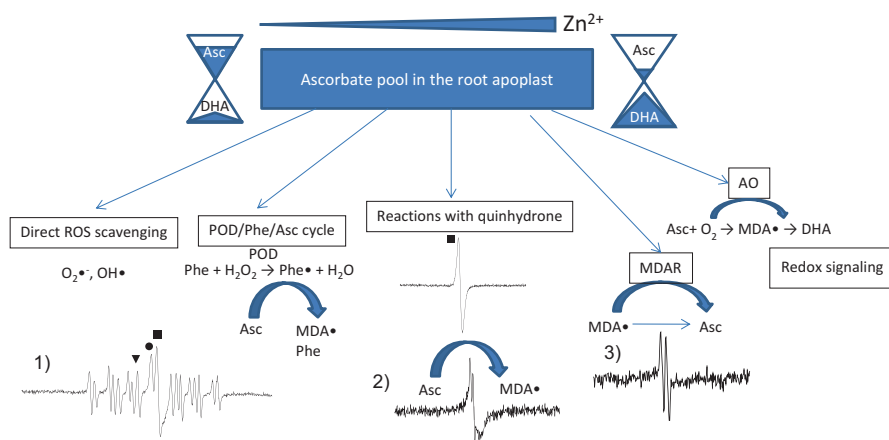 Zn2+
Asc
DHA
Ascorbate pool in the root apoplast
Asc
DHA
Direct ROS scavenging
O2•-, OH•
POD/Phe/Asc cycle
POD
Phe + H2O2 → Phe• + H2O
Asc
MDA•
Phe
Reactions with quinhydrone
Asc
MDA•
AO
Asc+ O2 → MDA• → DHA
MDAR
Redox signaling
MDA•
Asc
1)
2)
3)